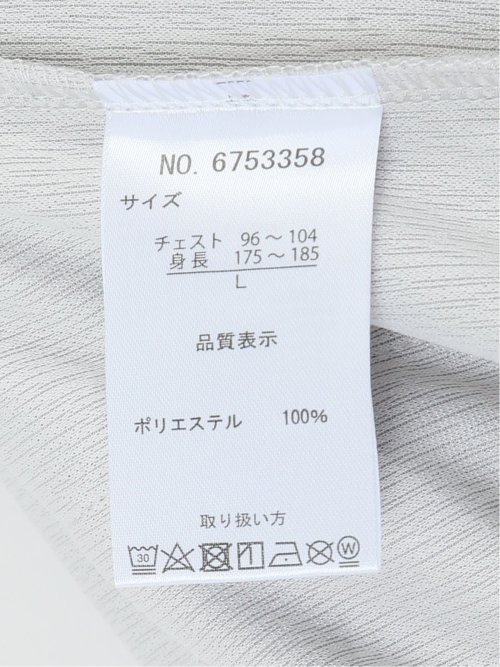 NO. 6753358
サイズ
チェスト 96～104
身長 175～185
L
品質表示
ポリエステル 100%
取り扱い方
30
W